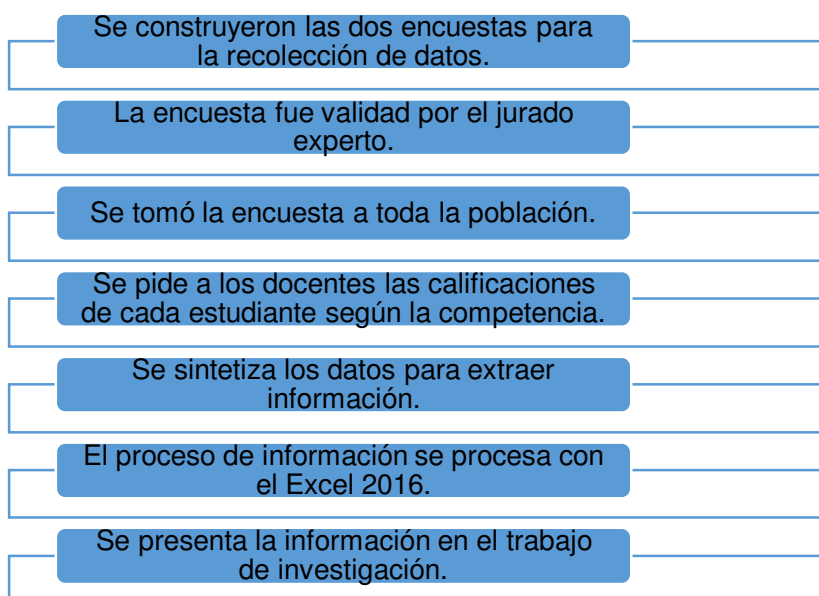 Se construyeron las dos encuestas para
la recolección de datos.
La encuesta fue validad por el jurado
experto.
Se tomó la encuesta a toda la población.
Se pide a los docentes las calificaciones
de cada estudiante según la competencia.
Se sintetiza los datos para extraer
información.
El proceso de información se procesa con
el Excel 2016.
Se presenta la información en el trabajo
de investigación.